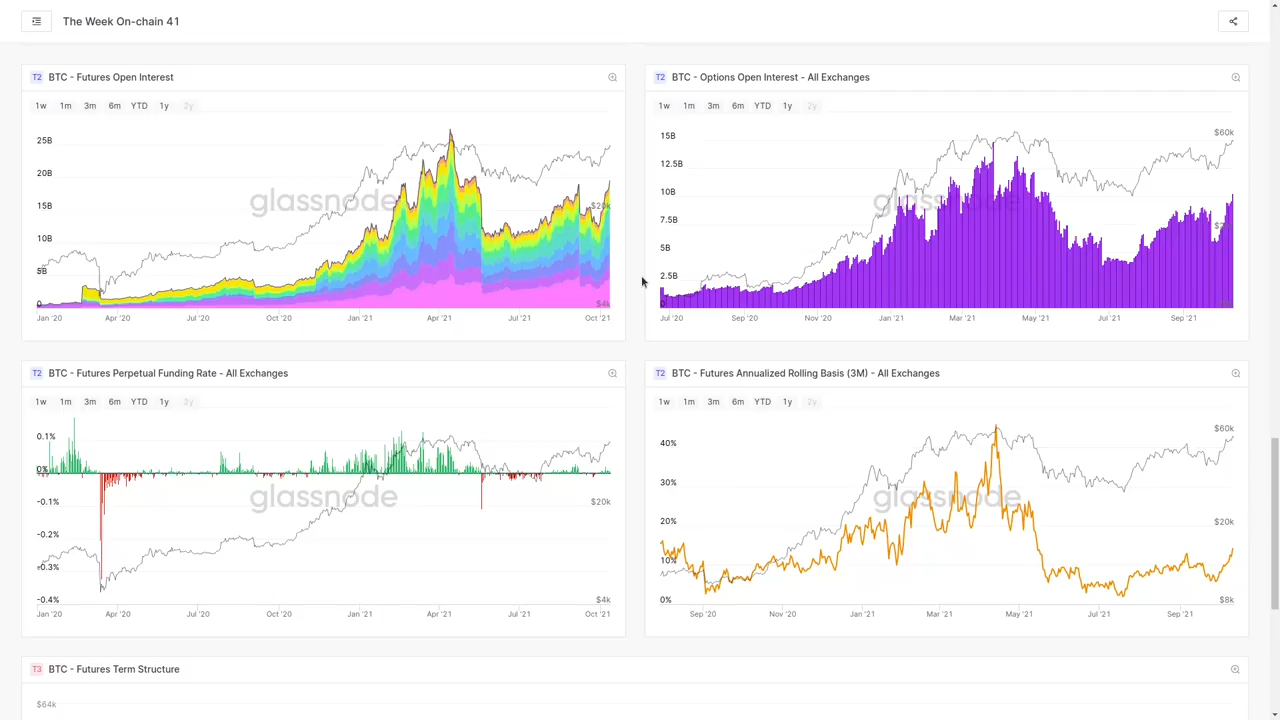 The Week On-chain 41
T2 BTC - Futures Open Interest
1w 1m 3m 6m YTD 1y 2y
25B
20B
15B
10B
5B
0
$20k
$4k
glassnode
Jan '20 Apr '20 Jul '20 Oct '20 Jan '21 Apr '21 Jul '21 Oct '21
T2 BTC - Options Open Interest - All Exchanges
1w 1m 3m 6m YTD 1y 2y
15B
12.5B
10B
7.5B
5B
2.5B
0
$60k
glassnode
Jul '20 Sep '20 Nov '20 Jan '21 Mar '21 May '21 Jul '21 Sep '21
T2 BTC - Futures Perpetual Funding Rate - All Exchanges
1w 1m 3m 6m YTD 1y 2y
0.1%
0%
-0.1%
-0.2%
-0.3%
-0.4%
$20k
$4k
glassnode
Jan '20 Apr '20 Jul '20 Oct '20 Jan '21 Apr '21 Jul '21 Oct '21
T2 BTC - Futures Annualized Rolling Basis (3M) - All Exchanges
1w 1m 3m 6m YTD 1y 2y
40%
30%
20%
10%
0%
$60k
$20k
$8k
glassnode
Sep '20 Nov '20 Jan '21 Mar '21 May '21 Jul '21 Sep '21
T3 BTC - Futures Term Structure
$64k